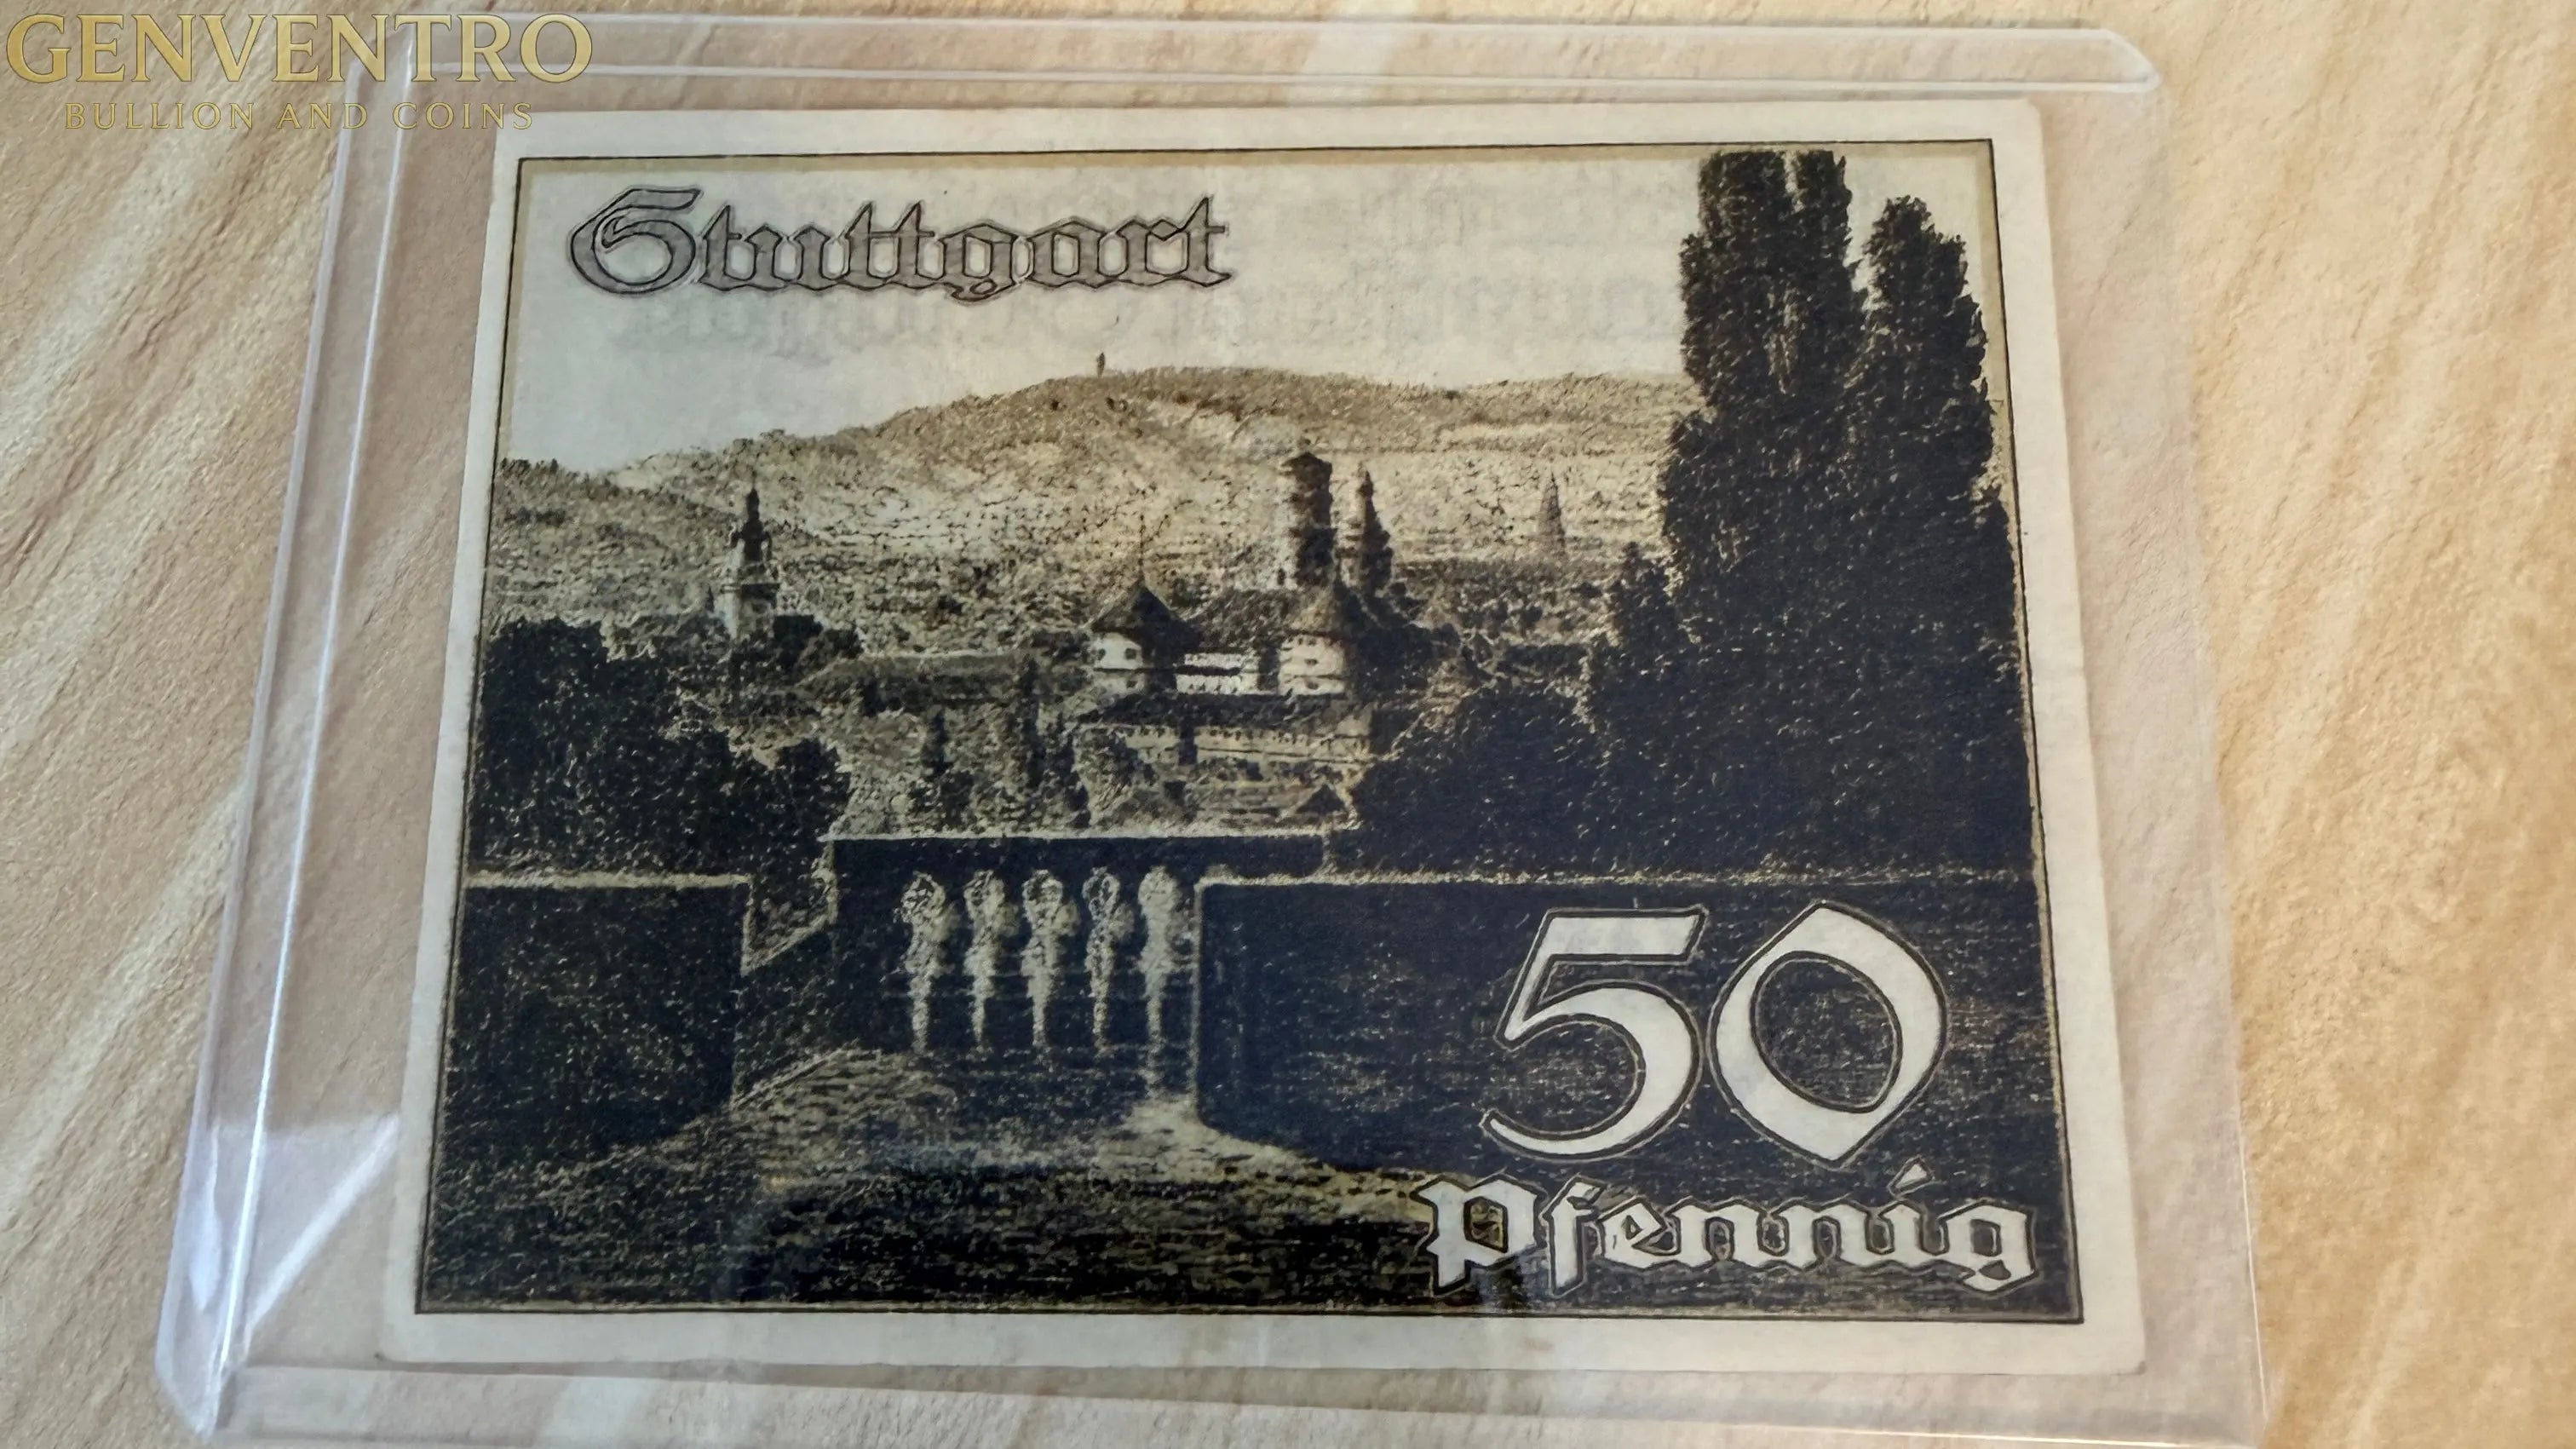 GENVENTRO
BULLION AND COINS
Stuttgart
50
Pfennig